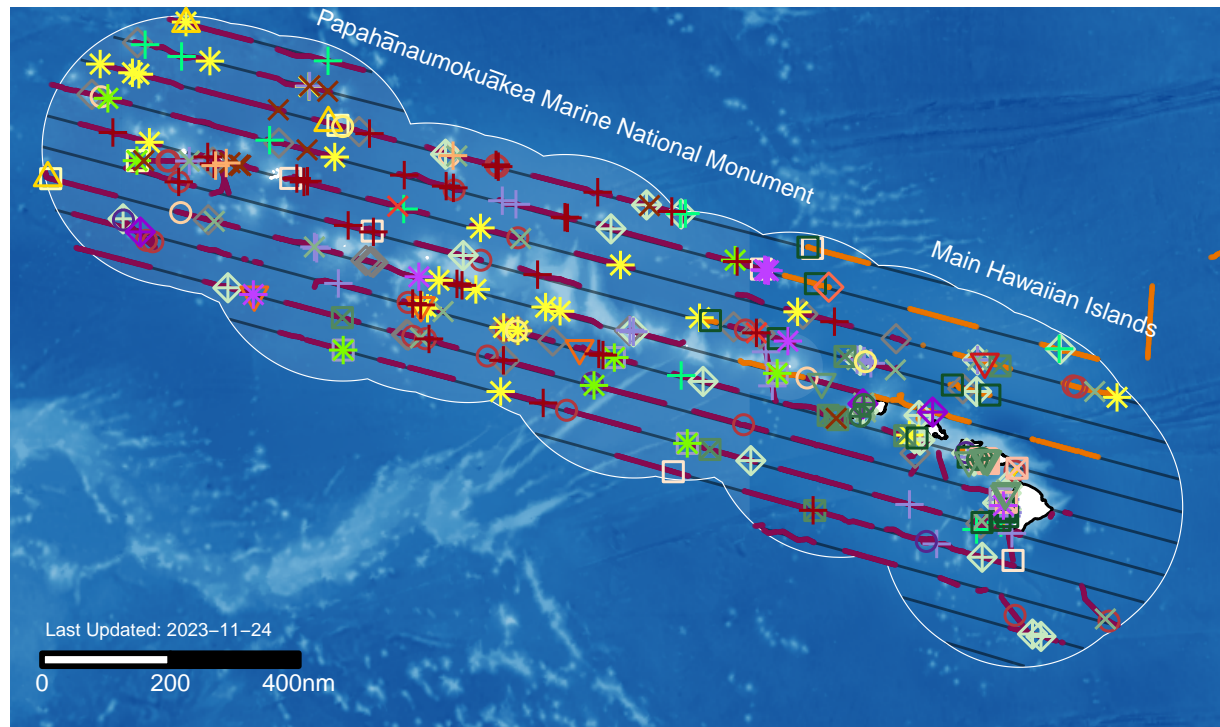 Papahānaumokuākea Marine National Monument
Main Hawaiian Islands
Last Updated: 2023−11−24
0 200 400nm